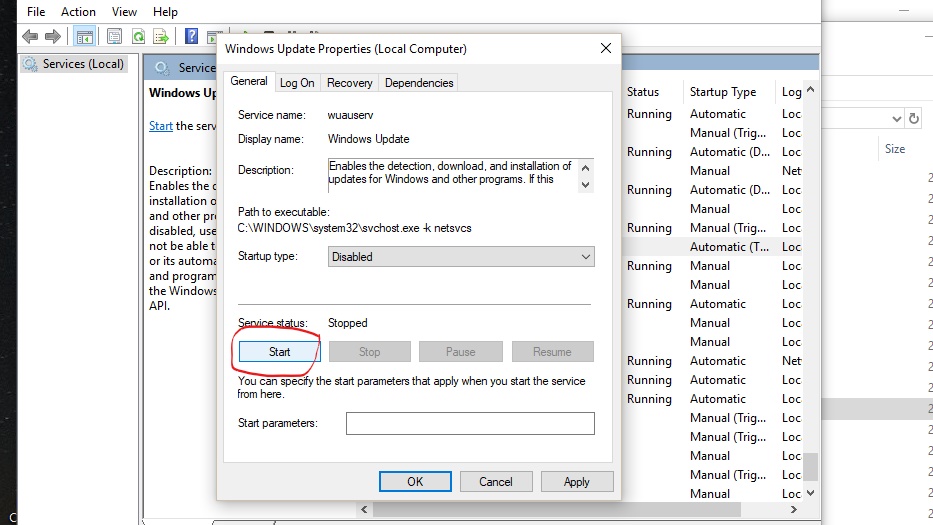 File Action View Help
Services (Local)
Service
Windows Up
Start the serv
Description:
Enables the d
installation o
and other pr
disabled, use
not be able t
or its automa
and program
the Windows
API.
Windows Update Properties (Local Computer)
General Log On Recovery Dependencies
Service name: wuauserv
Display name: Windows Update
Description: Enables the detection, download, and installation of
updates for Windows and other programs. If this
Path to executable:
C:\WINDOWS\system32\svchost.exe -k netsvcs
Startup type: Disabled
Service status: Stopped
Start Stop Pause Resume
You can specify the start parameters that apply when you start the service
from here.
Start parameters:
OK Cancel Apply
Status Startup Type Log
Running Automatic Loc
Manual (Trig... Loc
Running Automatic (D... Loc
Manual Net
Running Automatic (D... Loc
Manual Loc
Running Manual (Trig... Loc
Automatic (T... Loc
Running Manual Loc
Manual Loc
Running Automatic Loc
Manual Loc
Manual Loc
Running Automatic Net
Running Automatic Loc
Running Automatic Loc
Manual (Trig... Loc
Manual (Trig... Loc
Manual Loc
Manual (Trig... Loc
Manual Loc
Size
C